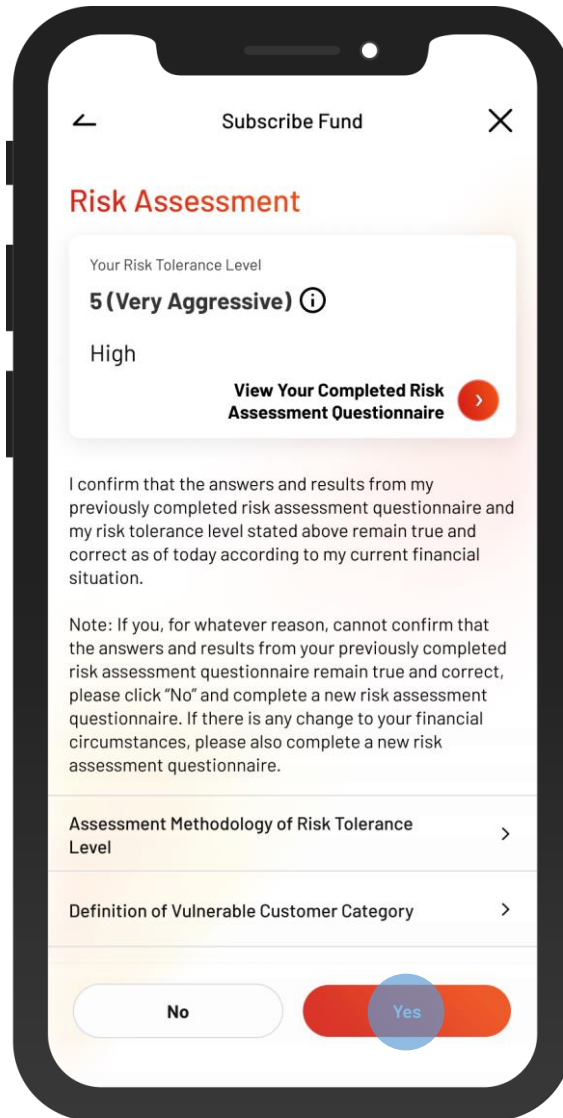 Subscribe Fund
Risk Assessment
Your Risk Tolerance Level
5 (Very Aggressive)
High
View Your Completed Risk
Assessment Questionnaire
I confirm that the answers and results from my
previously completed risk assessment questionnaire and
my risk tolerance level stated above remain true and
correct as of today according to my current financial
situation.
Note: If you, for whatever reason, cannot confirm that
the answers and results from your previously completed
risk assessment questionnaire remain true and correct,
please click “No” and complete a new risk assessment
questionnaire. If there is any change to your financial
circumstances, please also complete a new risk
assessment questionnaire.
Assessment Methodology of Risk Tolerance
Level
Definition of Vulnerable Customer Category
No
Yes